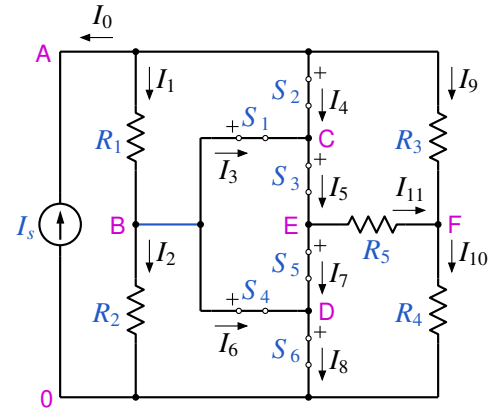 I0
A
I1
+
S2
I4
I9
R1
+
S1
C
R3
I3
+
S3
I5
I11
Is
B
E
F
I2
R5
I10
S5
I7
R2
+
S4
D
R4
I6
+
S6
I8
0